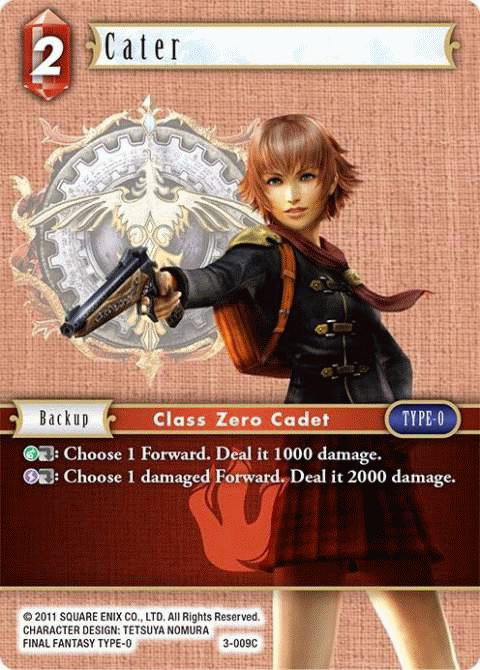 2
Cater
Backup
Class Zero Cadet
TYPE-0
: Choose 1 Forward. Deal it 1000 damage.
: Choose 1 damaged Forward. Deal it 2000 damage.
© 2011 SQUARE ENIX CO., LTD. All Rights Reserved.
CHARACTER DESIGN: TETSUYA NOMURA
FINAL FANTASY TYPE-0
3-009C